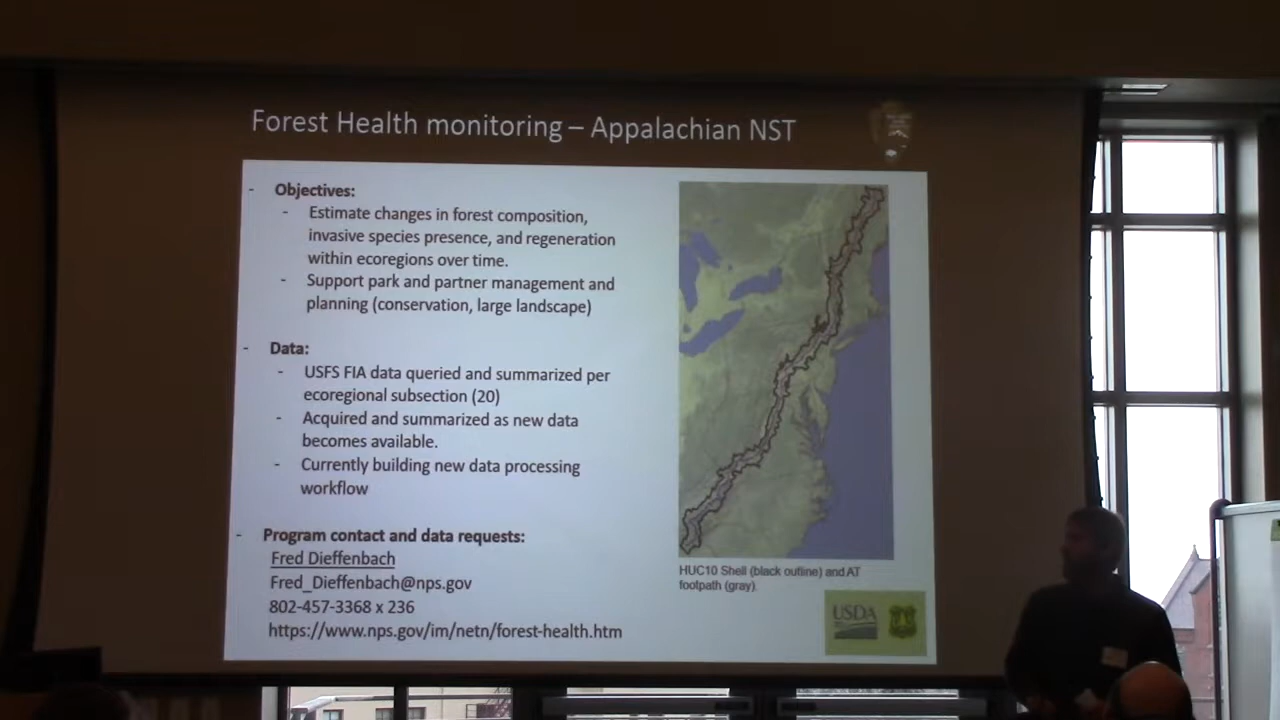 Forest Health monitoring – Appalachian NST
- Objectives:
- Estimate changes in forest composition,
invasive species presence, and regeneration
within ecoregions over time.
- Support park and partner management and
planning (conservation, large landscape)
- Data:
- USFS FIA data queried and summarized per
ecoregional subsection (20)
- Acquired and summarized as new data
becomes available.
- Currently building new data processing
workflow
- Program contact and data requests:
Fred Dieffenbach
Fred_Dieffenbach@nps.gov
802-457-3368 x 236
https://www.nps.gov/im/netn/forest-health.htm
HUC10 Shell (black outline) and AT
footpath (gray)
USDA